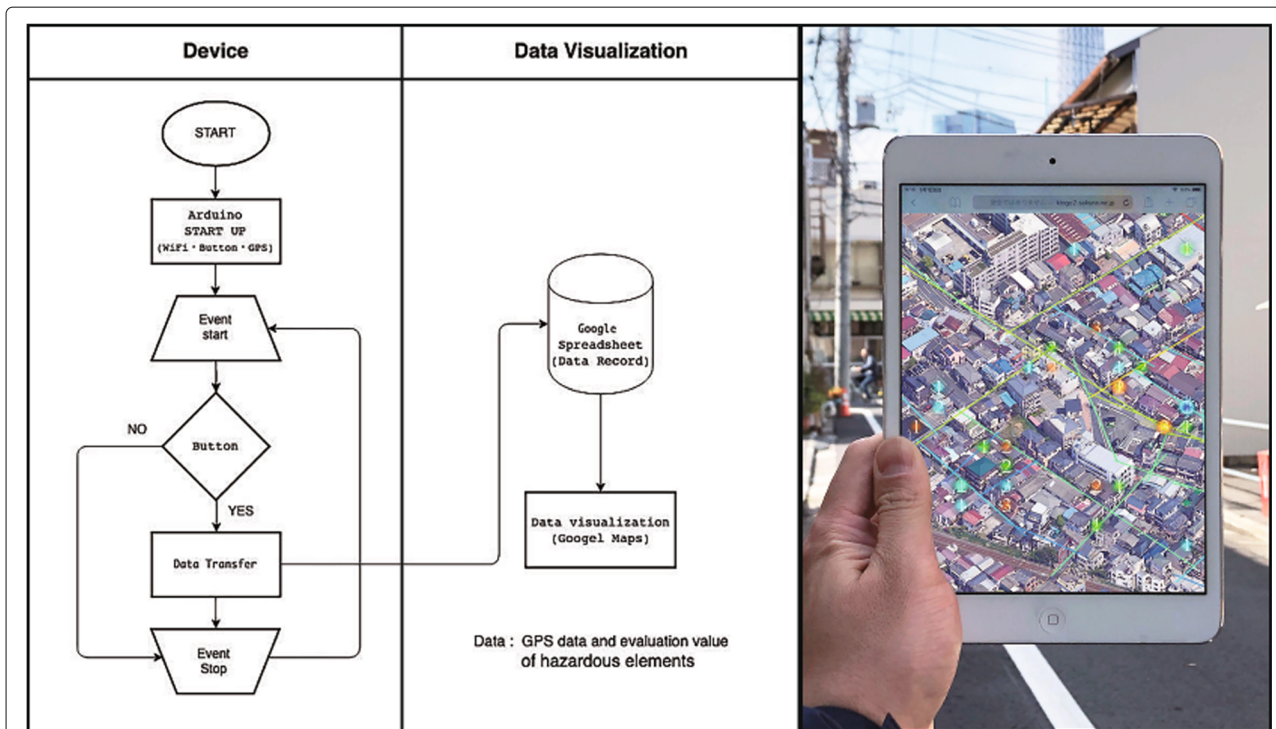 Device
Data Visualization
START
Arduino
START UP
(WiFi・Button・GPS)
Event
start
NO
Button
YES
Data Transfer
Event
Stop
Google
Spreadsheet
(Data Record)
Data visualization
(Googel Maps)
Data : GPS data and evaluation value
of hazardous elements